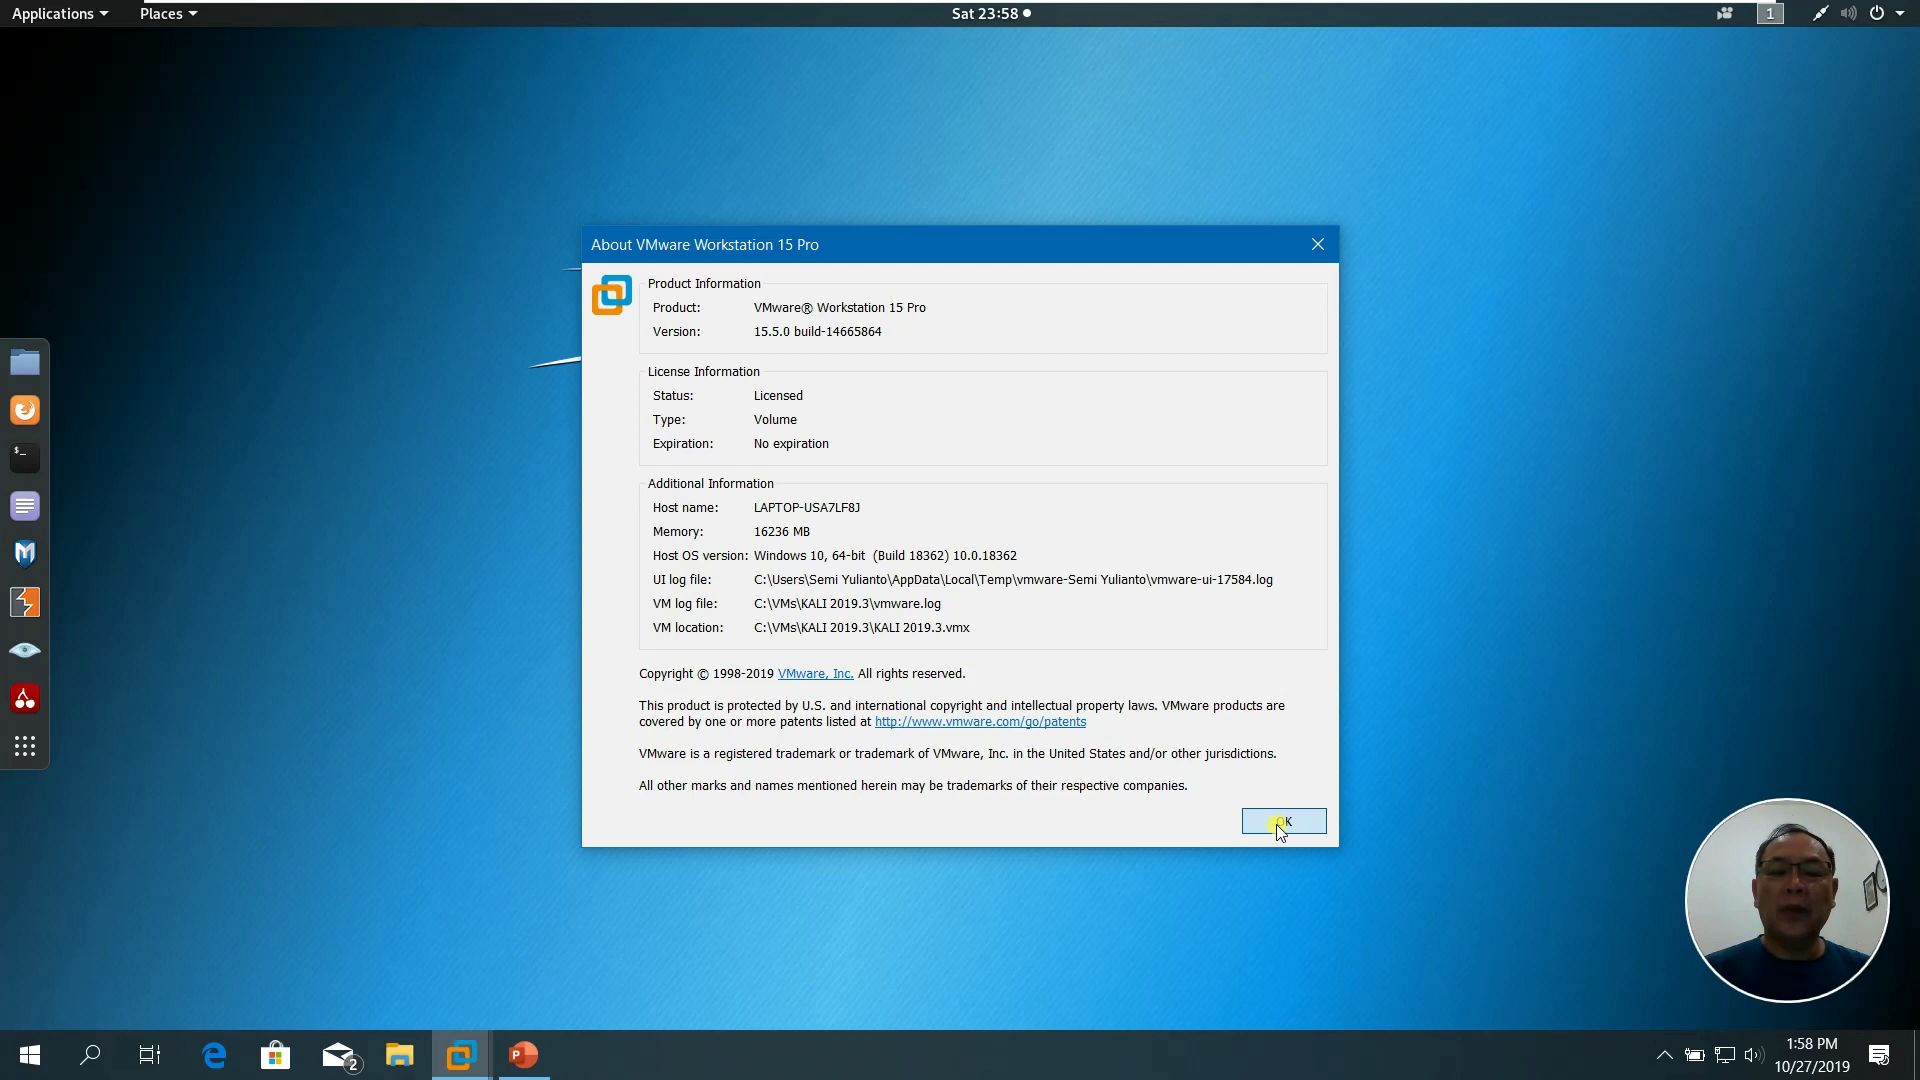 Applications Places Sat 23:58 1
About VMware Workstation 15 Pro
Product Information
Product: VMware® Workstation 15 Pro
Version: 15.5.0 build-14665864
License Information
Status: Licensed
Type: Volume
Expiration: No expiration
Additional Information
Host name: LAPTOP-USA7LF8J
Memory: 16236 MB
Host OS version: Windows 10, 64-bit (Build 18362) 10.0.18362
UI log file: C:\Users\Semi Yulianto\AppData\Local\Temp\vmware-Semi Yulianto\vmware-ui-17584.log
VM log file: C:\VMs\KALI 2019.3\vmware.log
VM location: C:\VMs\KALI 2019.3\KALI 2019.3.vmx
Copyright © 1998-2019 VMware, Inc. All rights reserved.
This product is protected by U.S. and international copyright and intellectual property laws. VMware products are
covered by one or more patents listed at http://www.vmware.com/go/patents
VMware is a registered trademark or trademark of VMware, Inc. in the United States and/or other jurisdictions.
All other marks and names mentioned herein may be trademarks of their respective companies.
OK
$_
2
P
1:58 PM
10/27/2019